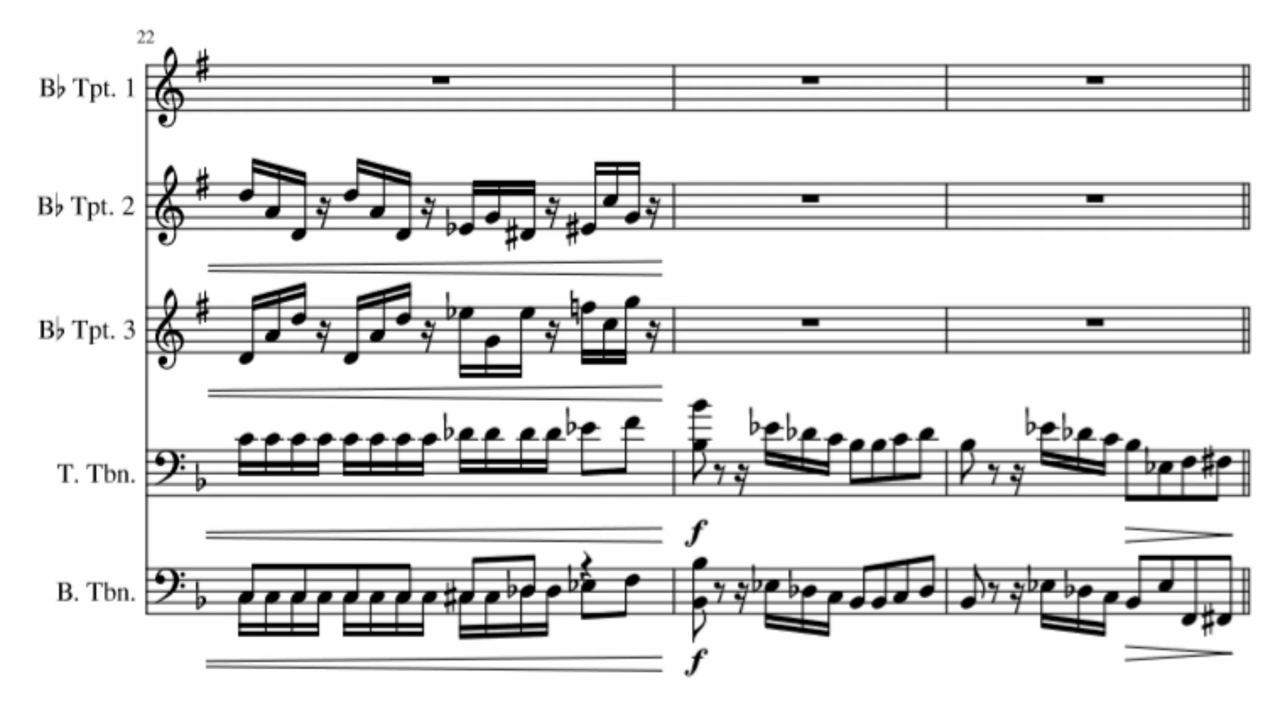 22
B♭ Tpt. 1
B♭ Tpt. 2
B♭ Tpt. 3
T. Tbn.
f
B. Tbn.
f